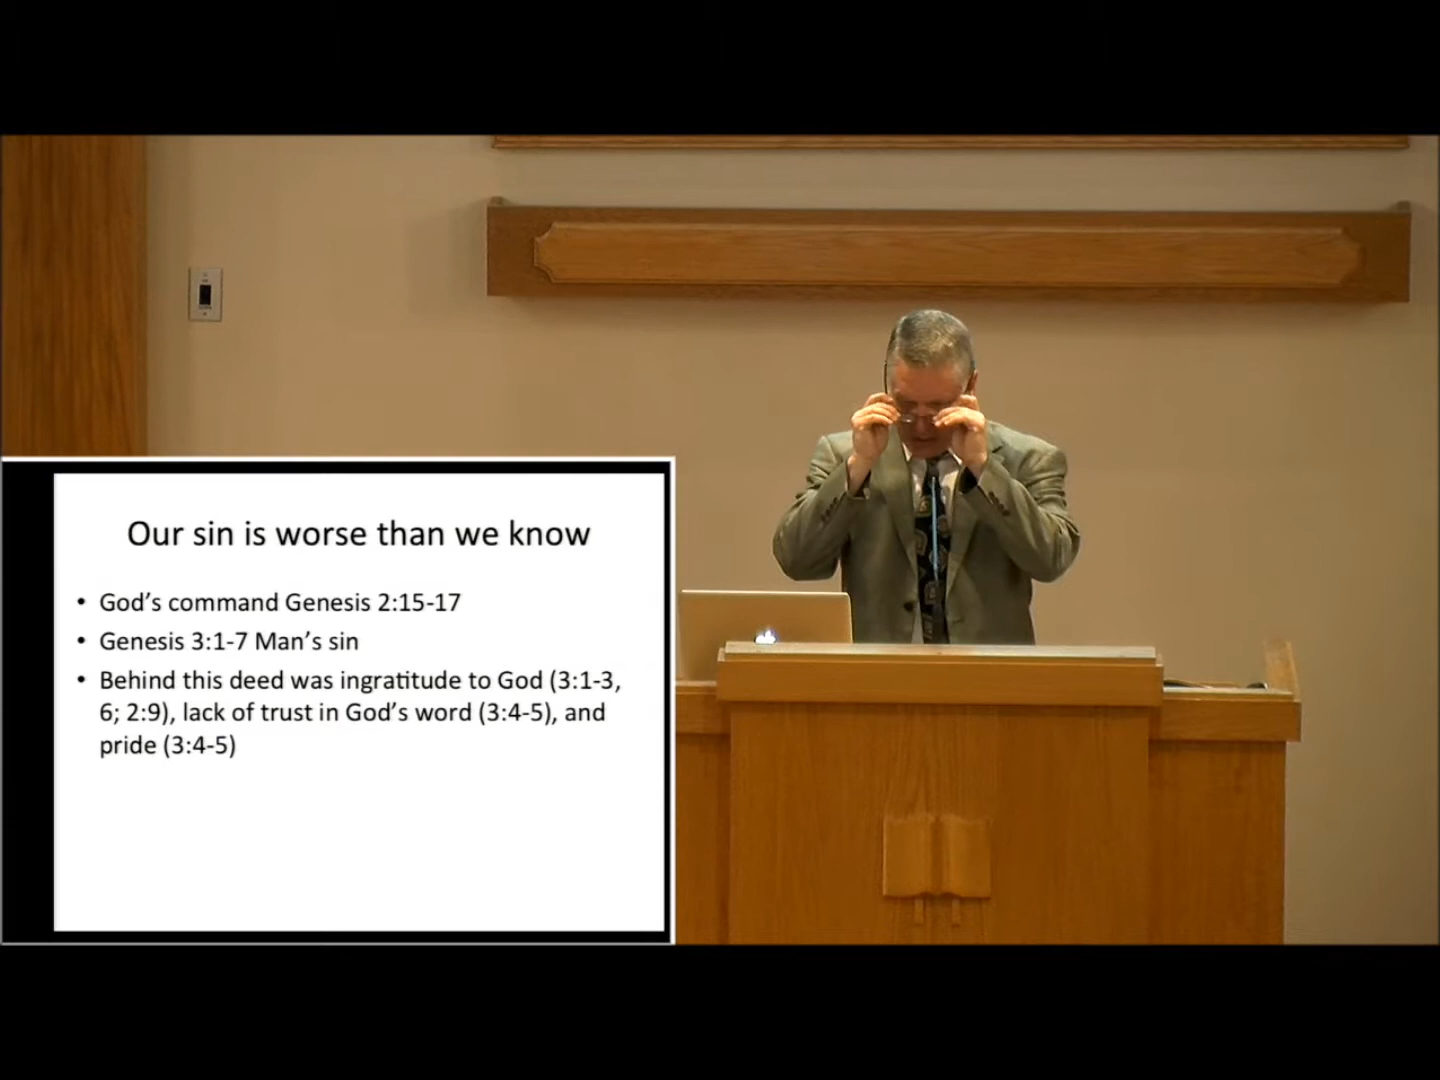 Our sin is worse than we know
• God's command Genesis 2:15-17
• Genesis 3:1-7 Man's sin
• Behind this deed was ingratitude to God (3:1-3,
6; 2:9), lack of trust in God's word (3:4-5), and
pride (3:4-5)